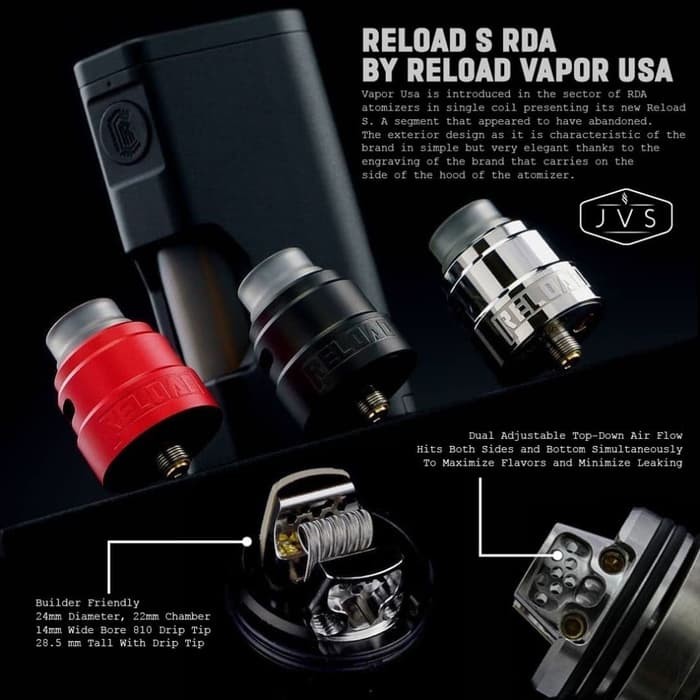 RELOAD S RDA
BY RELOAD VAPOR USA
Vapor Usa is introduced in the sector of RDA
atomizers in single coil presenting its new Reload
S. A segment that appeared to have abandoned.
The exterior design as it is characteristic of the
brand in simple but very elegant thanks to the
engraving of the brand that carries on the
side of the hood of the atomizer.
JVS
RELOAD
RELOAD
RELOAD
Dual Adjustable Top-Down Air Flow
Hits Both Sides and Bottom Simultaneously
To Maximize Flavors and Minimize Leaking
Builder Friendly
24mm Diameter, 22mm Chamber
14mm Wide Bore 810 Drip Tip
28.5 mm Tall With Drip Tip